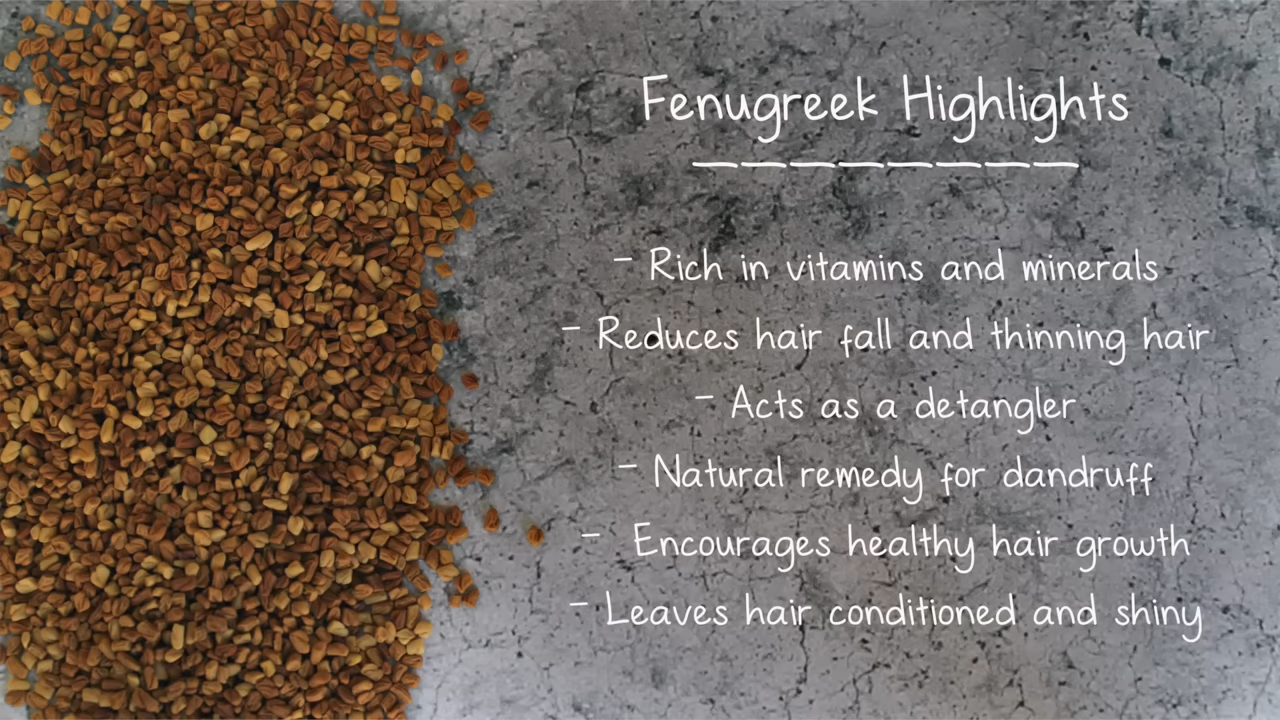 Fenugreek Highlights
- Rich in vitamins and minerals
- Reduces hair fall and thinning hair
- Acts as a detangler
- Natural remedy for dandruff
- Encourages healthy hair growth
- Leaves hair conditioned and shiny